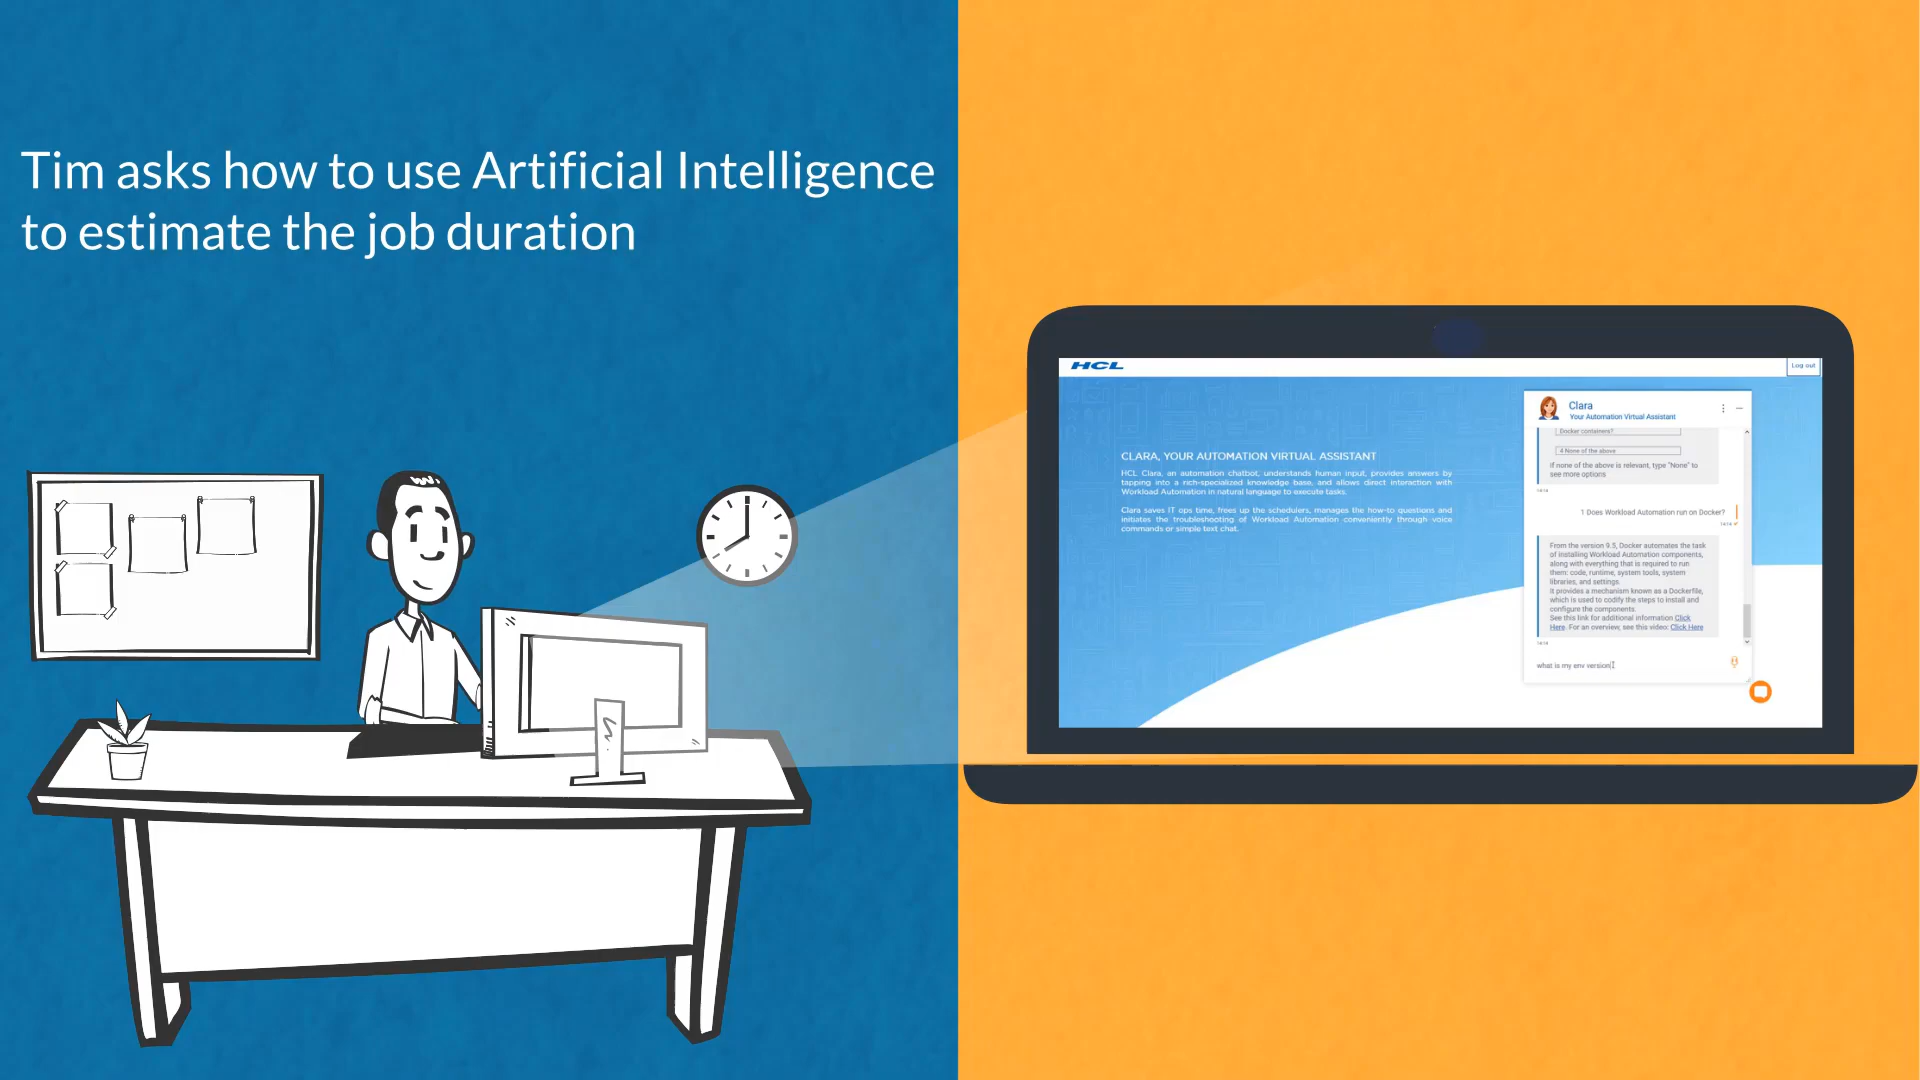 Tim asks how to use Artificial Intelligence
to estimate the job duration
HCL
Log out
CLARA, YOUR AUTOMATION VIRTUAL ASSISTANT
HCL Clara, an automation chatbot, understands human input, provides answers by
tapping into a rich-specialized knowledge base, and allows direct interaction with
Workload Automation in natural language to execute tasks.
Clara saves IT ops time, frees up the schedulers, manages the how-to questions and
initiates the troubleshooting of Workload Automation conveniently through voice
commands or simple text chat.
Clara
Your Automation Virtual Assistant
Docker containers?
4 None of the above
if none of the above is relevant, type "None" to
see more options
14:14
1 Does Workload Automation run on Docker?
14:14
From the version 9.5, Docker automates the task
of installing Workload Automation components,
along with everything that is required to run
them: code, runtime, system tools, system
libraries, and settings.
It provides a mechanism known as a Dockerfile,
which is used to codify the steps to install and
configure the components.
See this link for additional information Click
Here. For an overview, see this video: Click Here
14:14
what is my env version